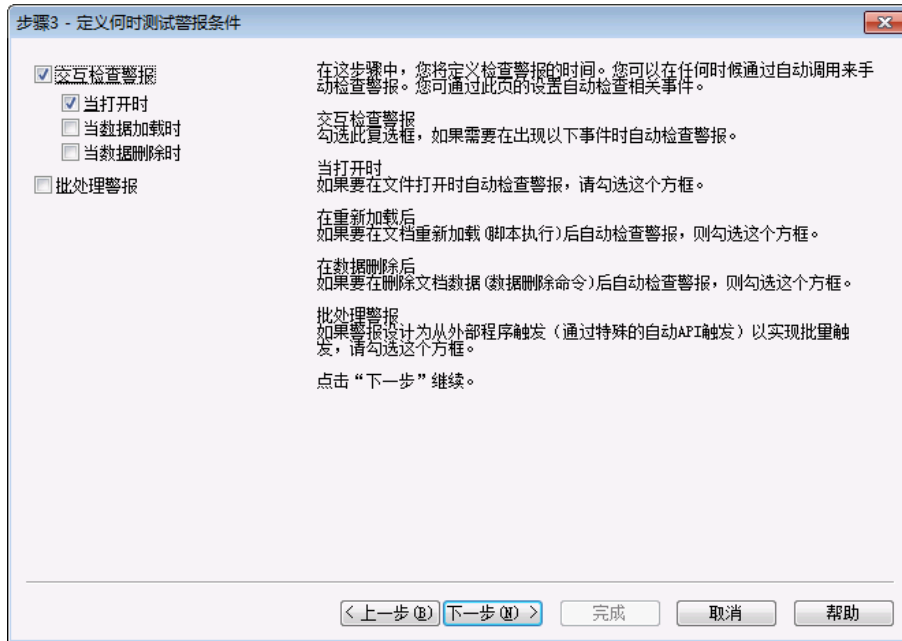 步骤3 - 定义何时测试警报条件
交互检查警报
当打开时
当数据加载时
当数据删除时
批处理警报
在这步骤中，您将定义检查警报的时间。您可以在任何时候通过自动调用来手
动检查警报。您可通过此页的设置自动检查相关事件。
交互检查警报
勾选此复选框，如果需要在出现以下事件时自动检查警报。
当打开时
如果要在文件打开时自动检查警报，请勾选这个方框。
在重新加载后
如果要在文档重新加载(脚本执行)后自动检查警报，则勾选这个方框。
在数据删除后
如果要在删除文档数据(数据删除命令)后自动检查警报，则勾选这个方框。
批处理警报
如果警报设计为从外部程序触发（通过特殊的自动API触发）以实现批量触
发，请勾选这个方框。
点击“下一步”继续。
< 上一步(B)
下一步(N) >
完成
取消
帮助